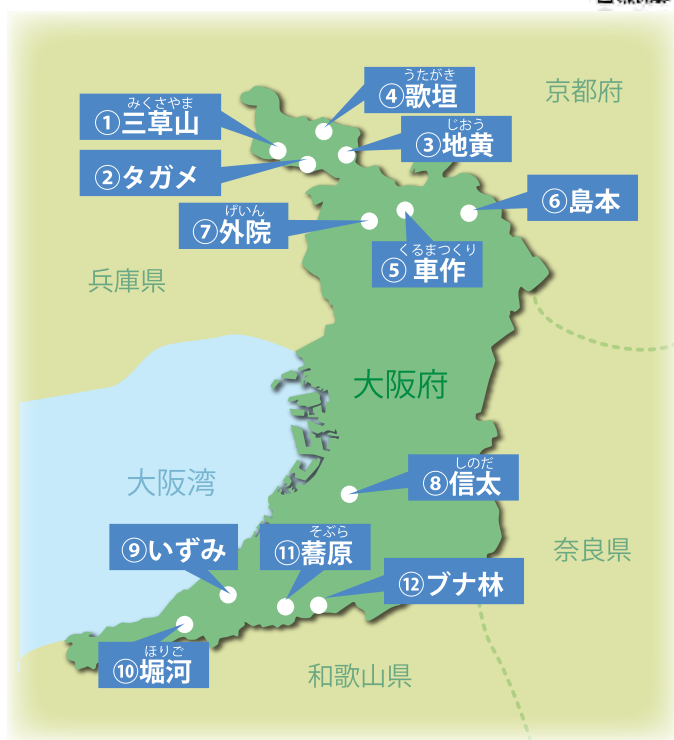 うたがき
④歌垣
京都府
みくさやま
①三草山
じおう
③地黄
②タガメ
⑥島本
げいん
⑦外院
くるまつくり
⑤車作
兵庫県
大阪府
大阪湾
しのだ
⑧信太
⑨いずみ
そぶら
⑪蕎原
奈良県
⑫ブナ林
ほりご
⑩堀河
和歌山県